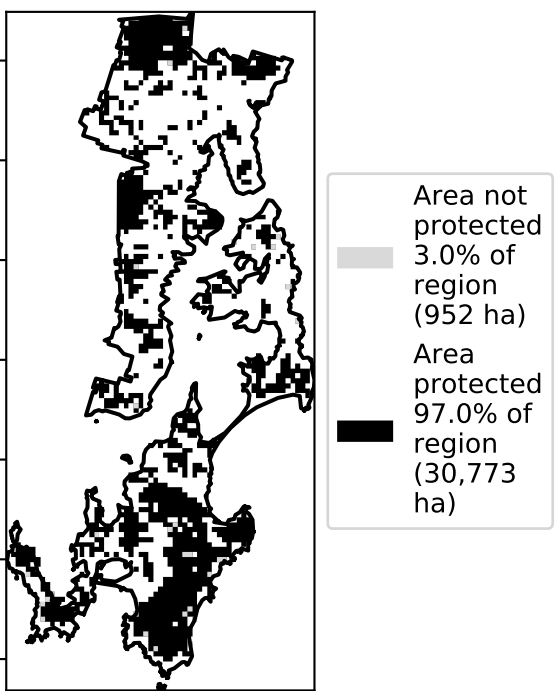 Area not
protected
3.0% of
region
(952 ha)
Area
protected
97.0% of
region
(30,773
ha)